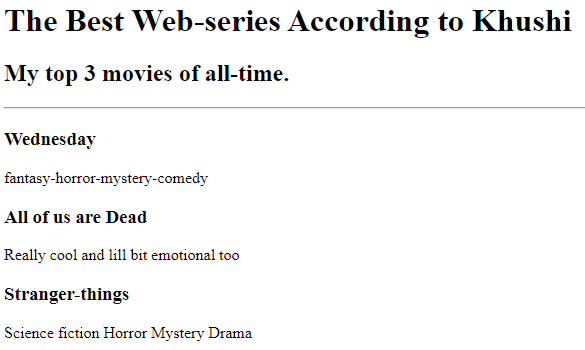 The Best Web-series According to Khushi
My top 3 movies of all-time.
Wednesday
fantasy-horror-mystery-comedy
All of us are Dead
Really cool and lill bit emotional too
Stranger-things
Science fiction Horror Mystery Drama